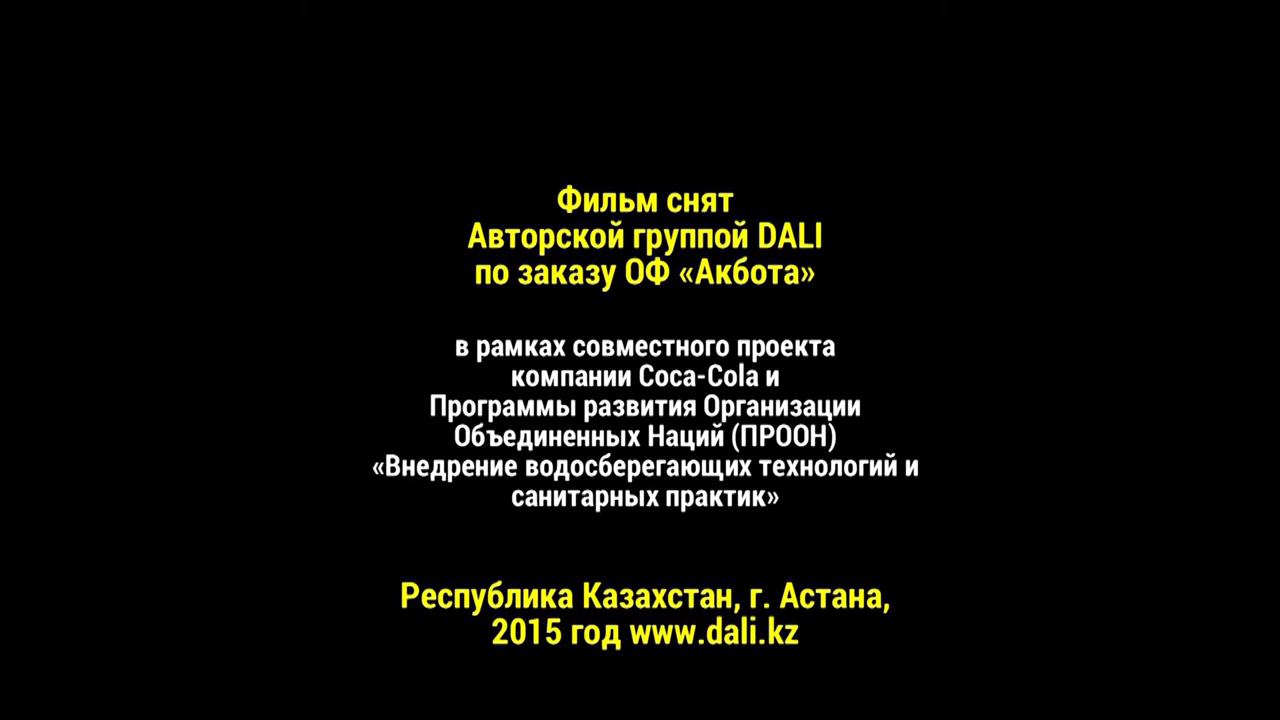 Фильм снят
Авторской группой DALI
по заказу ОФ «Акбота»
в рамках совместного проекта
компании Coca-Cola и
Программы развития Организации
Объединенных Наций (ПРООН)
«Внедрение водосберегающих технологий и
санитарных практик»
Республика Казахстан, г. Астана,
2015 год www.dali.kz